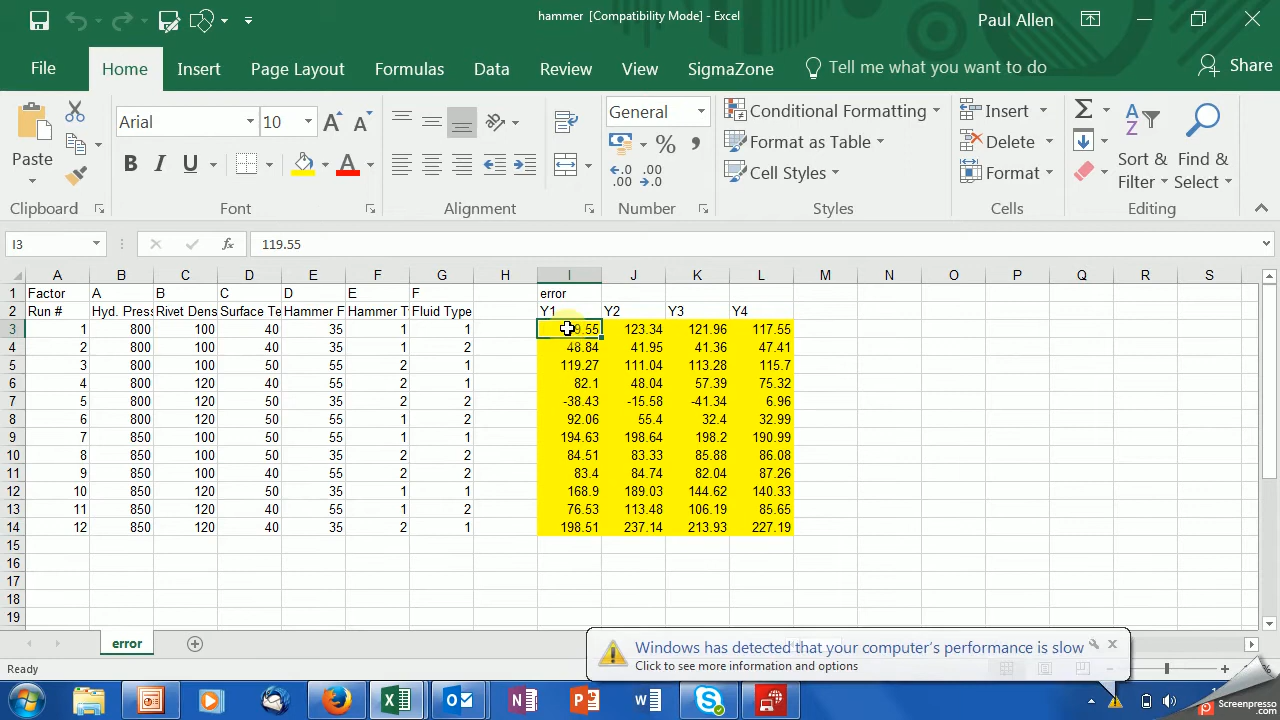 hammer [Compatibility Mode] - Excel
Paul Allen
File Home Insert Page Layout Formulas Data Review View SigmaZone Tell me what you want to do Share
Paste
Clipboard
Arial 10
B I U
Font
Alignment
General
Number
Conditional Formatting
Format as Table
Cell Styles
Styles
Insert
Delete
Format
Cells
Sort & Filter
Find & Select
Editing
I3 fx 119.55
A B C D E F G H I J K L M N O P Q R S
1 Factor A B C D E F error
2 Run # Hyd. Press Rivet Dens Surface Te Hammer F Hammer T Fluid Type Y1 Y2 Y3 Y4
3 1 800 100 40 35 1 1 9.55 123.34 121.96 117.55
4 2 800 100 40 35 1 2 48.84 41.95 41.36 47.41
5 3 800 100 50 55 2 1 119.27 111.04 113.28 115.7
6 4 800 120 40 55 2 1 82.1 48.04 57.39 75.32
7 5 800 120 50 35 2 2 -38.43 -15.58 -41.34 6.96
8 6 800 120 50 55 1 2 92.06 55.4 32.4 32.99
9 7 850 100 50 55 1 1 194.63 198.64 198.2 190.99
10 8 850 100 50 35 2 2 84.51 83.33 85.88 86.08
11 9 850 100 40 55 2 2 83.4 84.74 82.04 87.26
12 10 850 120 50 35 1 1 168.9 189.03 144.62 140.33
13 11 850 120 40 55 1 2 76.53 113.48 106.19 85.65
14 12 850 120 40 35 2 1 198.51 237.14 213.93 227.19
15
16
17
18
19
error
Windows has detected that your computer's performance is slow
Click to see more information and options
Ready
Screenpresso
.com